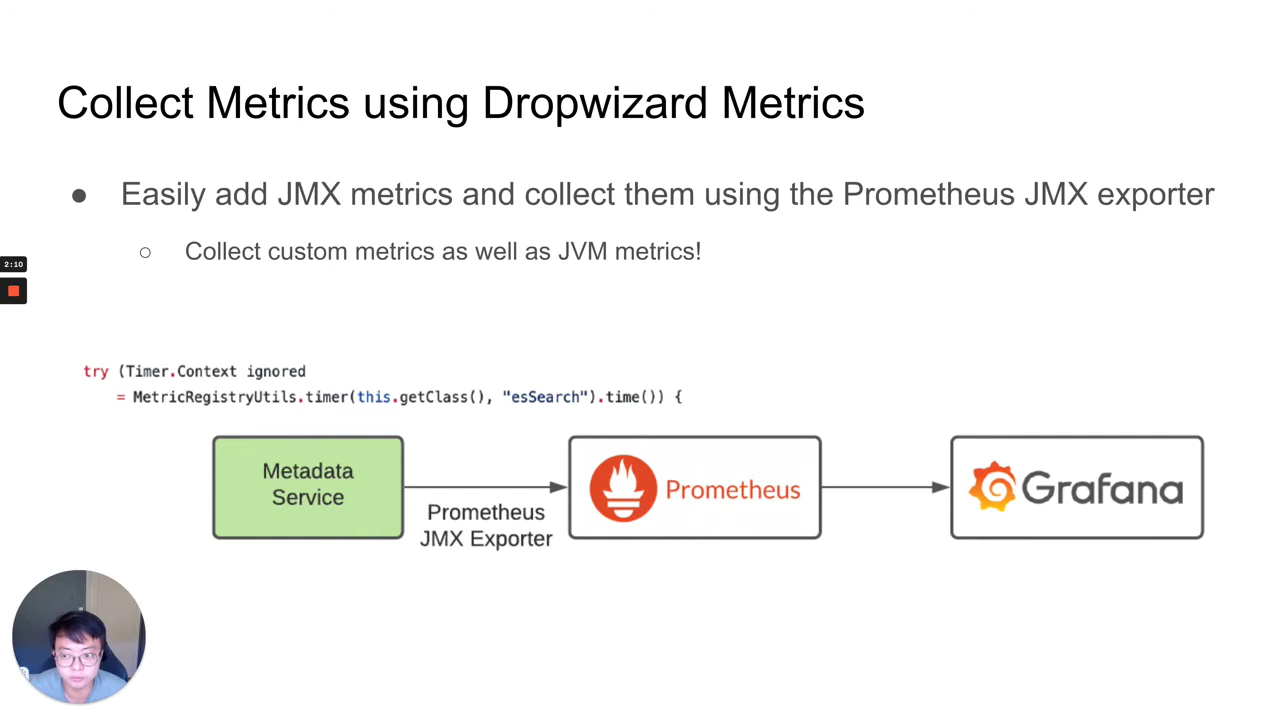 Collect Metrics using Dropwizard Metrics
● Easily add JMX metrics and collect them using the Prometheus JMX exporter
○ Collect custom metrics as well as JVM metrics!
2:10
try (Timer.Context ignored
= MetricRegistryUtils.timer(this.getClass(), "esSearch").time()) {
Metadata
Service
Prometheus
JMX Exporter
Prometheus
Grafana